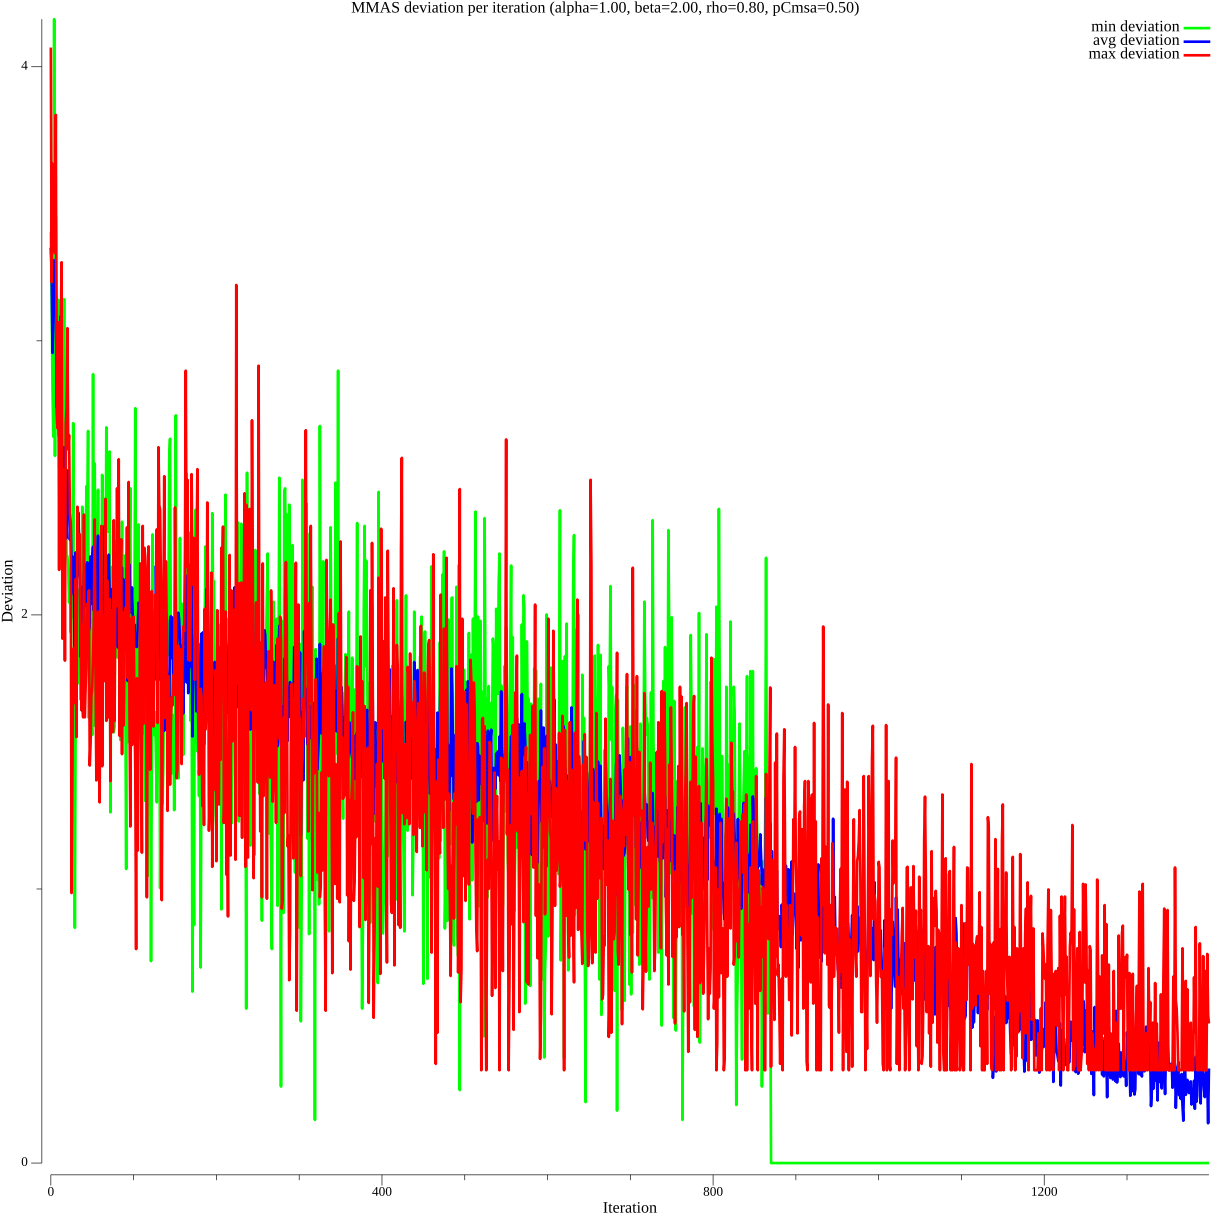 MMAS deviation per iteration (alpha=1.00, beta=2.00, rho=0.80, pCmsa=0.50)
min deviation
avg deviation
max deviation
4
2
0
Deviation
0 400 800 1200
Iteration